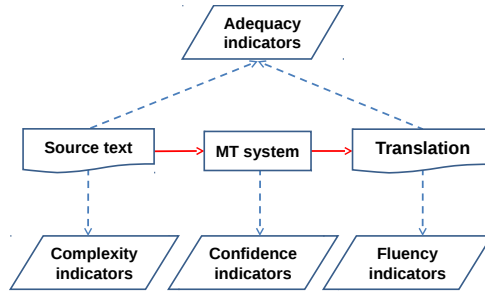 Adequacy
indicators
Source text
MT system
Translation
Complexity
indicators
Confidence
indicators
Fluency
indicators